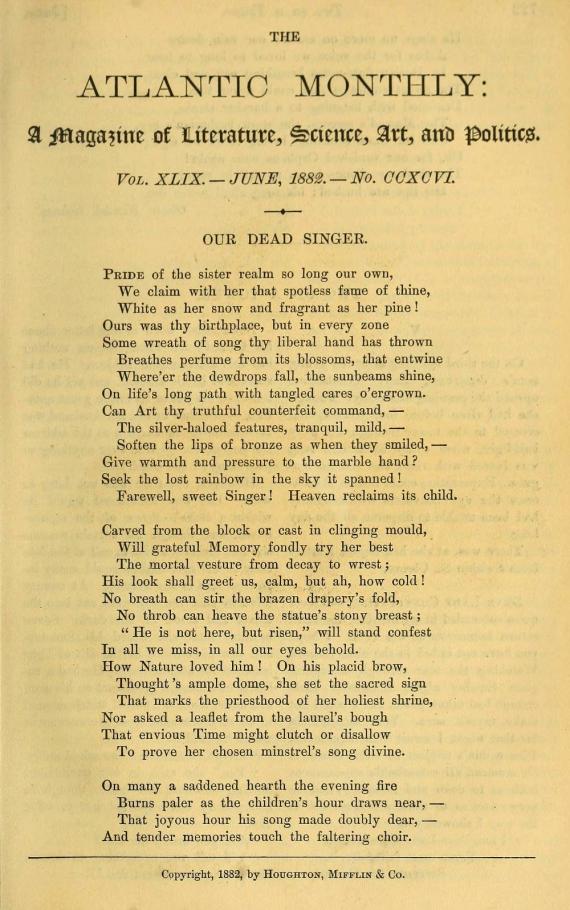 THE
ATLANTIC MONTHLY:
A Magazine of Literature, Science, Art, and Politics.
VOL. XLIX. — JUNE, 1882. — No. CCXCVI.
OUR DEAD SINGER.
PRIDE of the sister realm so long our own,
We claim with her that spotless fame of thine,
White as her snow and fragrant as her pine!
Ours was thy birthplace, but in every zone
Some wreath of song thy liberal hand has thrown
Breathes perfume from its blossoms, that entwine
Where'er the dewdrops fall, the sunbeams shine,
On life's long path with tangled cares o'ergrown.
Can Art thy truthful counterfeit command, —
The silver-haloed features, tranquil, mild, —
Soften the lips of bronze as when they smiled, —
Give warmth and pressure to the marble hand?
Seek the lost rainbow in the sky it spanned!
Farewell, sweet Singer! Heaven reclaims its child.
Carved from the block or cast in clinging mould,
Will grateful Memory fondly try her best
The mortal vesture from decay to wrest;
His look shall greet us, calm, but ah, how cold!
No breath can stir the brazen drapery's fold,
No throb can heave the statue's stony breast;
"He is not here, but risen," will stand confest
In all we miss, in all our eyes behold.
How Nature loved him! On his placid brow,
Thought's ample dome, she set the sacred sign
That marks the priesthood of her holiest shrine,
Nor asked a leaflet from the laurel's bough
That envious Time might clutch or disallow
To prove her chosen minstrel's song divine.
On many a saddened hearth the evening fire
Burns paler as the children's hour draws near, —
That joyous hour his song made doubly dear, —
And tender memories touch the faltering choir.
Copyright, 1882, by HOUGHTON, MIFFLIN & Co.